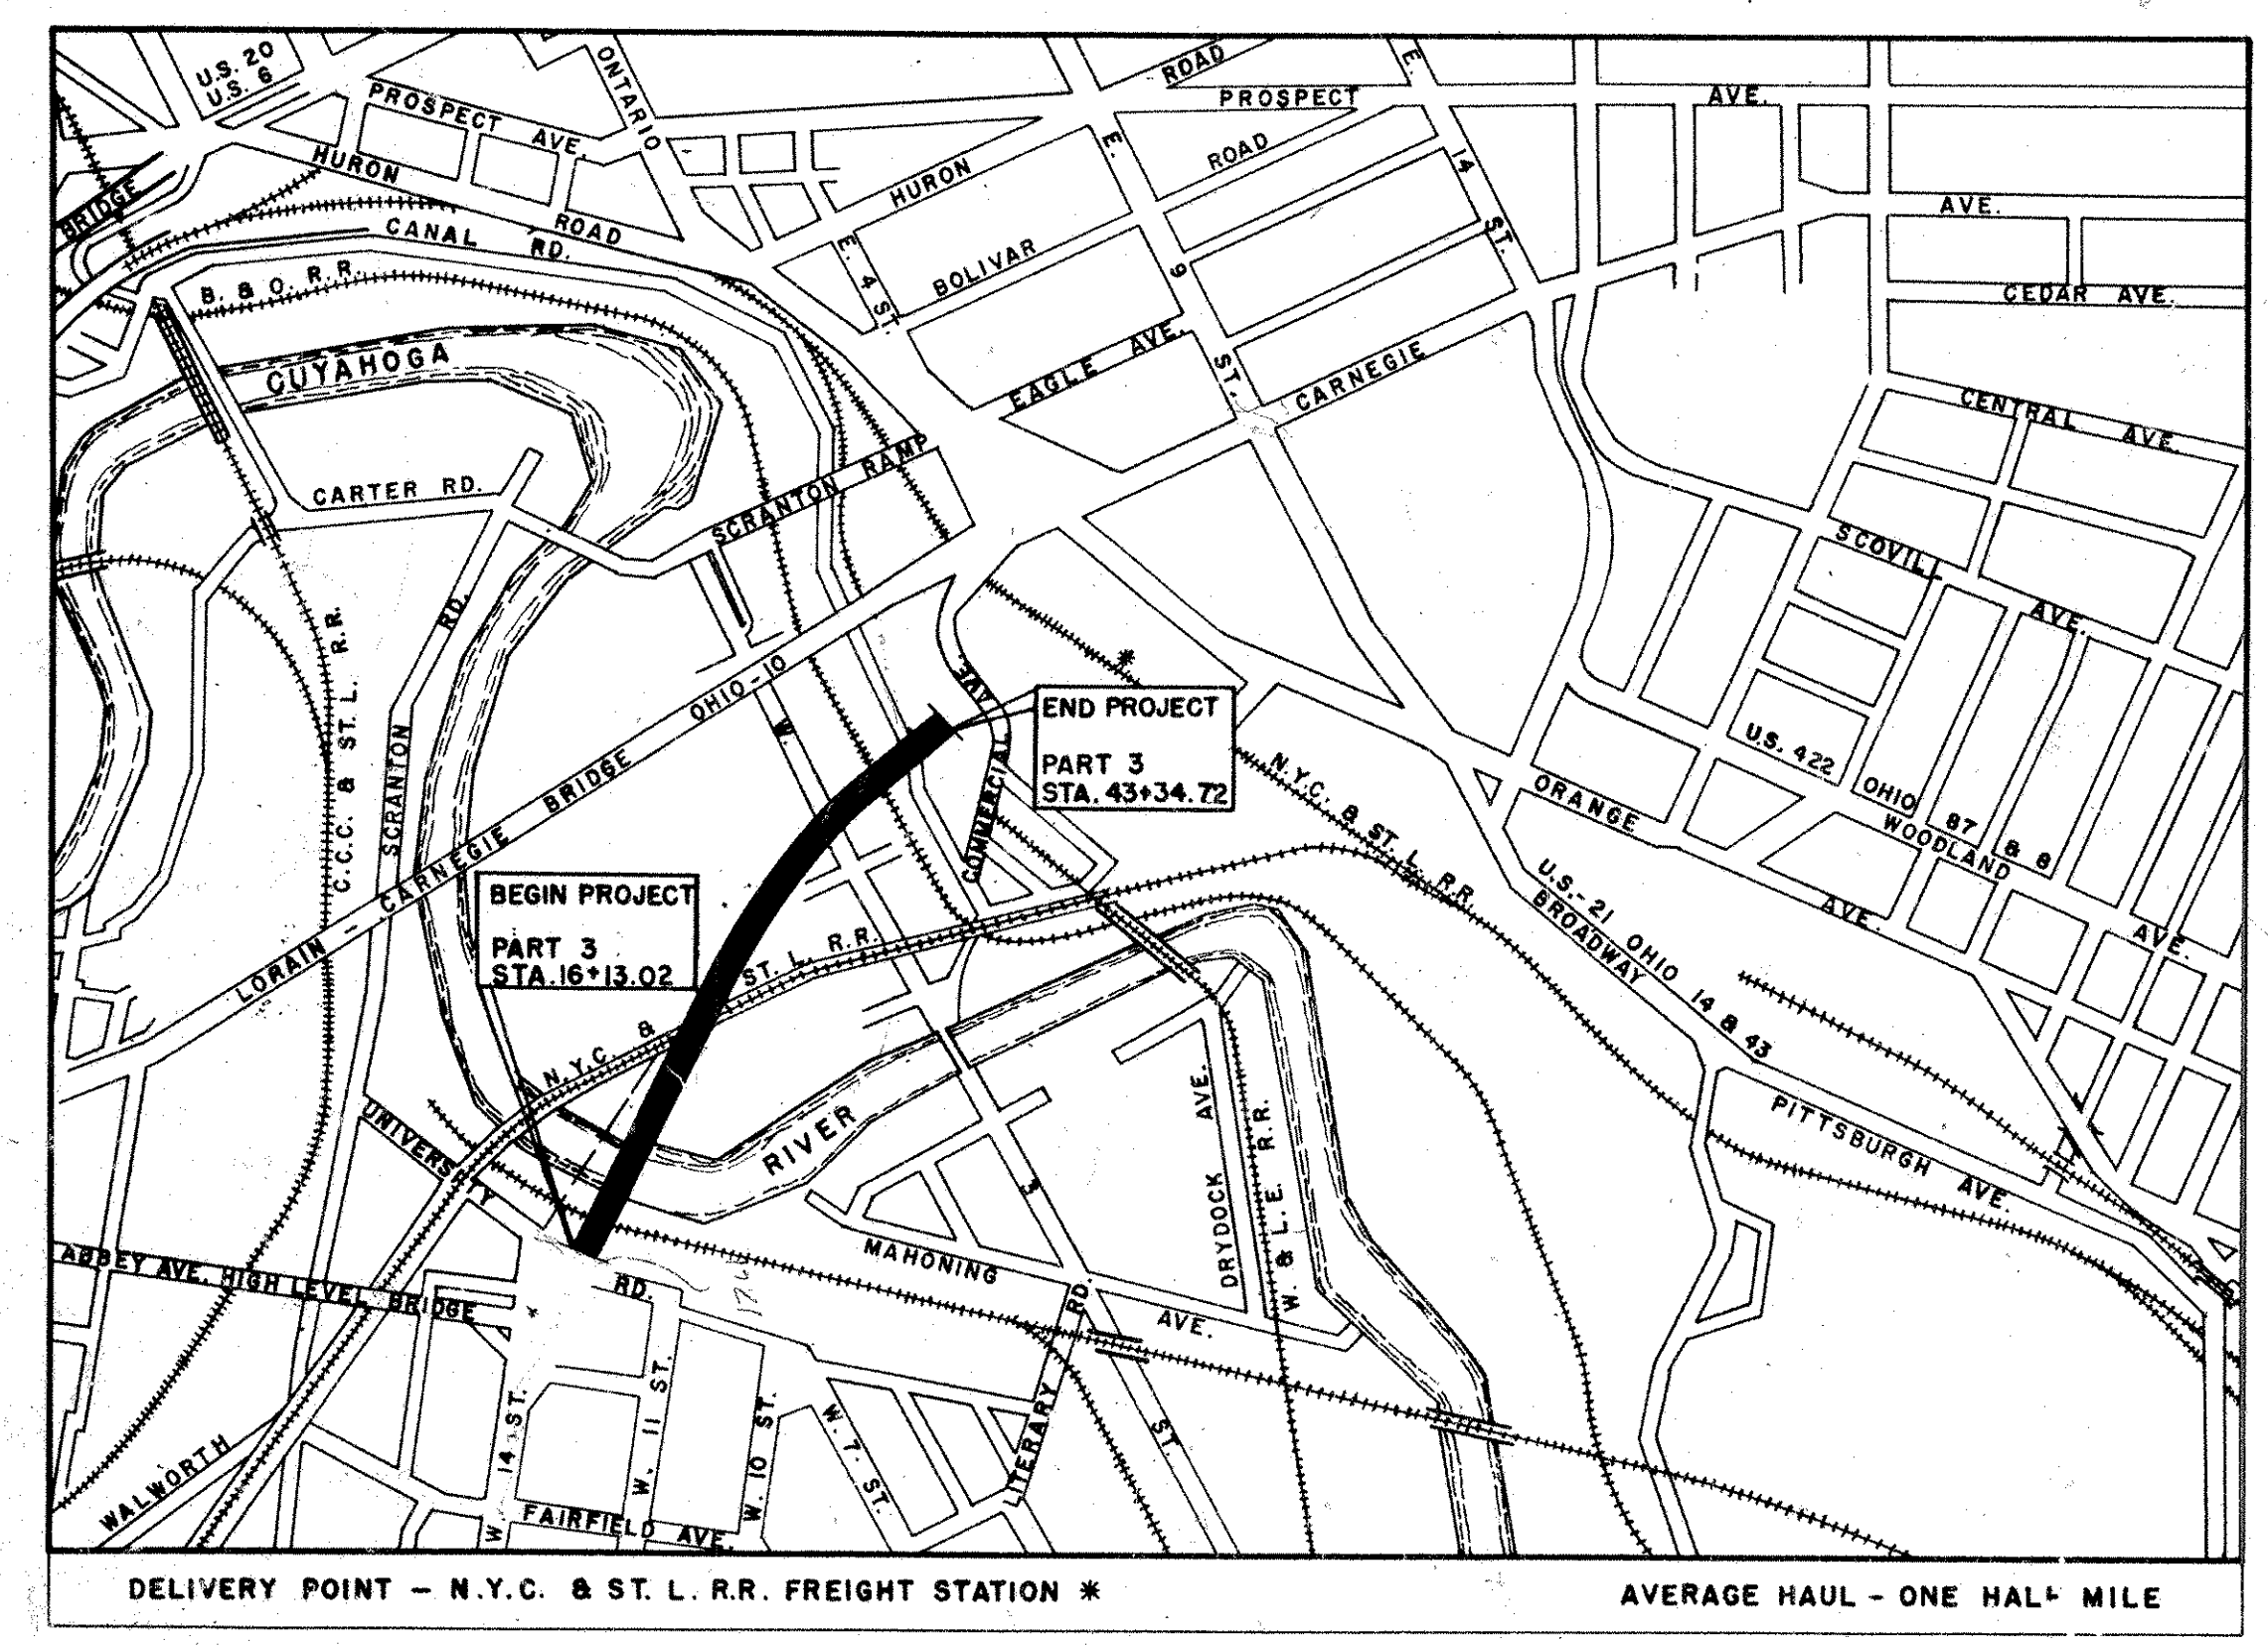 U.S. 20
U.S. 6
ONTARIO
ROAD
E.
PROSPECT AVE.
PROSPECT
AVE.
HURON
ROAD
HURON
ROAD
E. 9 ST.
14 ST.
BRIDGE
CANAL RD.
AVE.
B. & O. R.R.
E. 4 ST.
BOLIVAR
CEDAR AVE.
CUYAHOGA
EAGLE AVE.
CARNEGIE
CENTRAL AVE.
CARTER RD.
SCRANTON RAMP
SCOVILL
AVE.
SCRANTON RD.
C.C.C. & ST. L. R.R.
*
LORAIN - CARNEGIE BRIDGE OHIO-10
W. 3 ST.
COMMERCIAL AVE.
END PROJECT
PART 3
STA. 43+34.72
N.Y.C. & ST. L. R.R.
U.S. 422
OHIO 87 & 8
ORANGE
AVE.
WOODLAND
AVE.
BEGIN PROJECT
PART 3
STA. 16+13.02
U.S.-21 OHIO 14 & 43
BROADWAY
N.Y.C. & ST. L. R.R.
UNIVERSITY
RD.
RIVER
PITTSBURGH AVE.
DRYDOCK AVE.
W. & L.E. R.R.
MAHONING
AVE.
ABBEY AVE. HIGH LEVEL BRIDGE
LITERARY RD.
W. 14 ST.
W. 11 ST.
W. 10 ST.
W. 7 ST.
WALWORTH
FAIRFIELD AVE.
DELIVERY POINT — N.Y.C. & ST. L. R.R. FREIGHT STATION *
AVERAGE HAUL - ONE HALF MILE